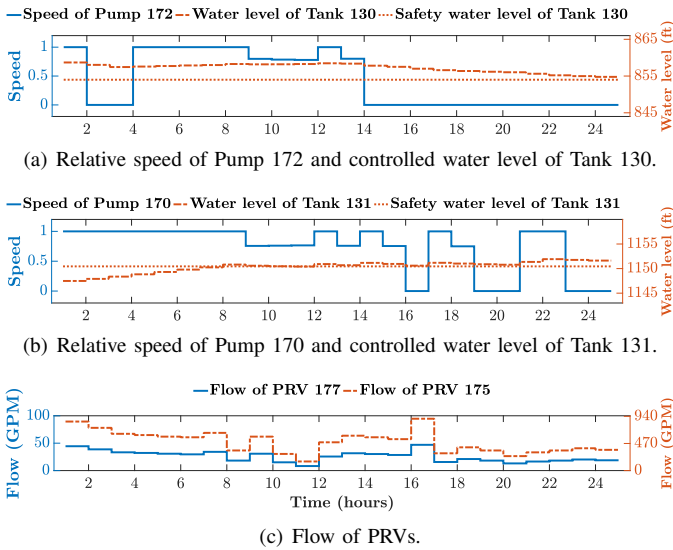 Speed of Pump 172 Water level of Tank 130 Safety water level of Tank 130
Speed
1
0.5
0
865
855
845
Water level (ft)
2 4 6 8 10 12 14 16 18 20 22 24
(a) Relative speed of Pump 172 and controlled water level of Tank 130.
Speed of Pump 170 Water level of Tank 131 Safety water level of Tank 131
Speed
1
0.5
0
1155
1150
1145
Water level (ft)
2 4 6 8 10 12 14 16 18 20 22 24
(b) Relative speed of Pump 170 and controlled water level of Tank 131.
Flow of PRV 177 Flow of PRV 175
Flow (GPM)
100
50
0
940
470
0
Flow (GPM)
2 4 6 8 10 12 14 16 18 20 22 24
Time (hours)
(c) Flow of PRVs.